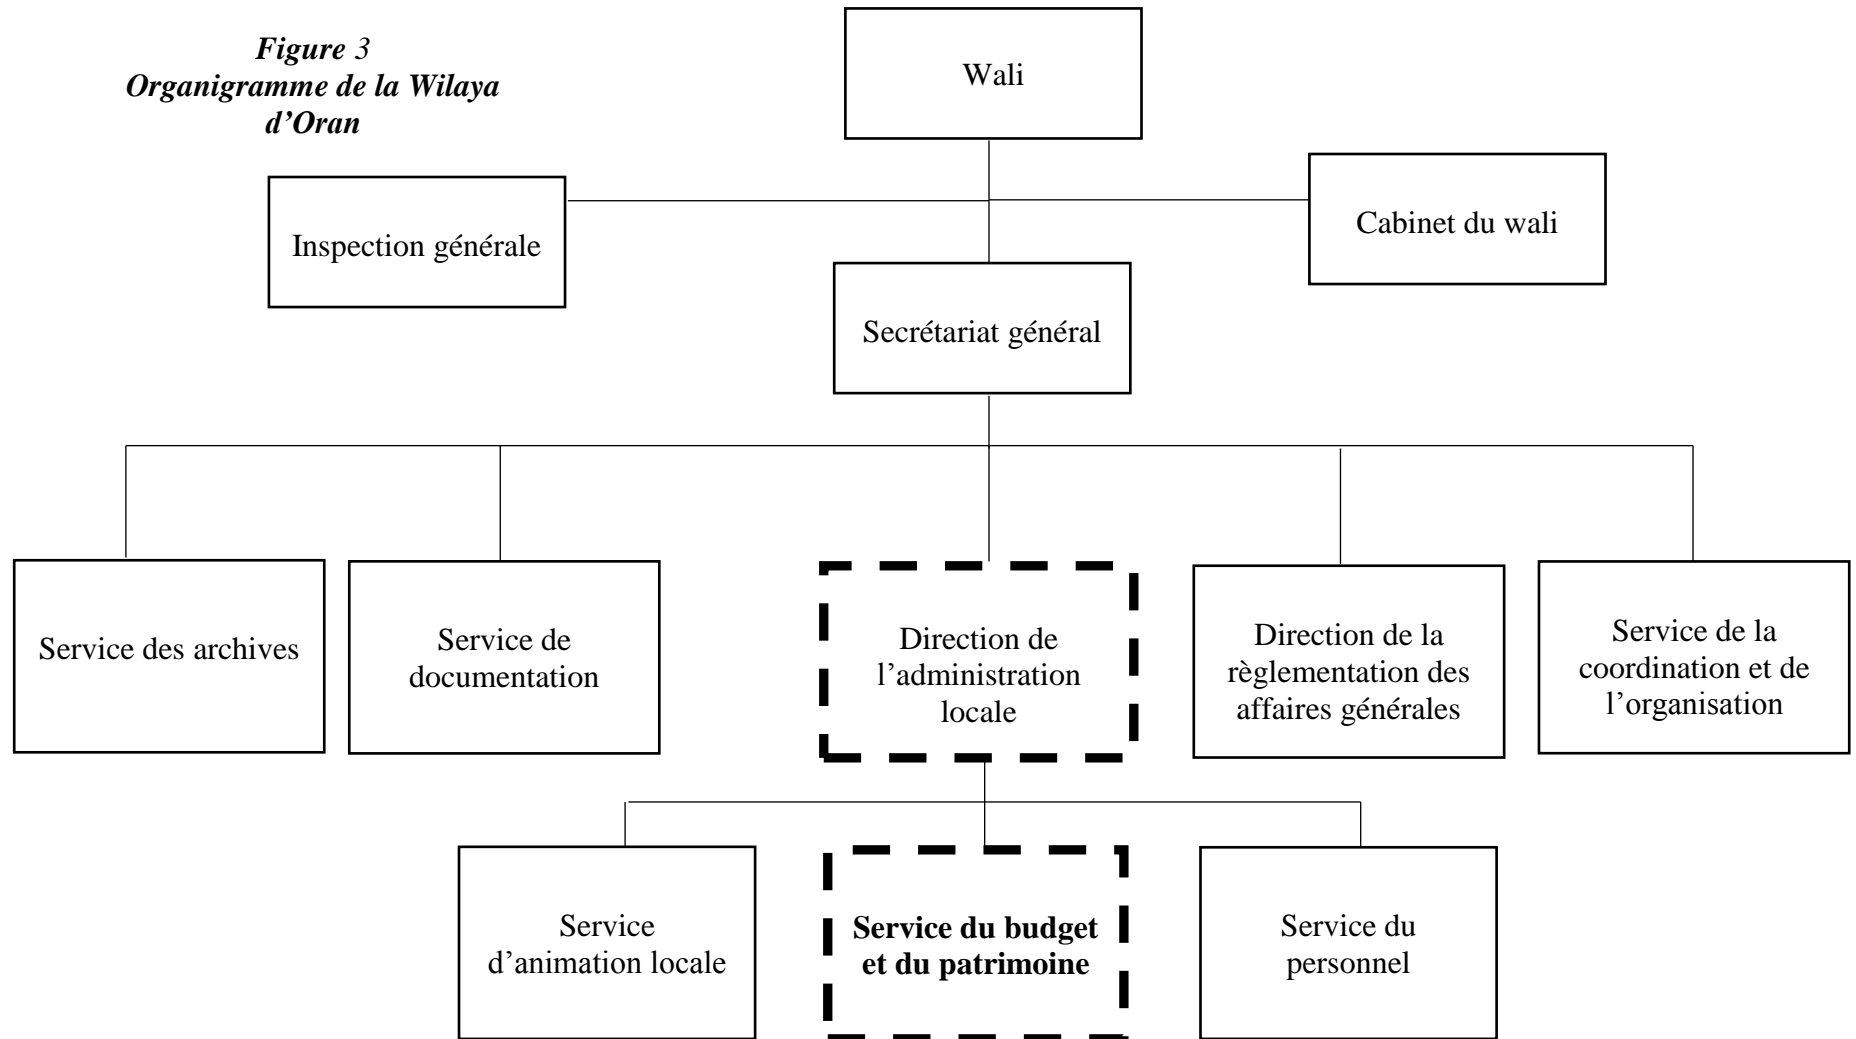 Figure 3
Organigramme de la Wilaya
d’Oran
Wali
Inspection générale
Cabinet du wali
Secrétariat général
Service des archives
Service de
documentation
Direction de
l’administration
locale
Direction de la
règlementation des
affaires générales
Service de la
coordination et de
l’organisation
Service
d’animation locale
Service du budget
et du patrimoine
Service du
personnel